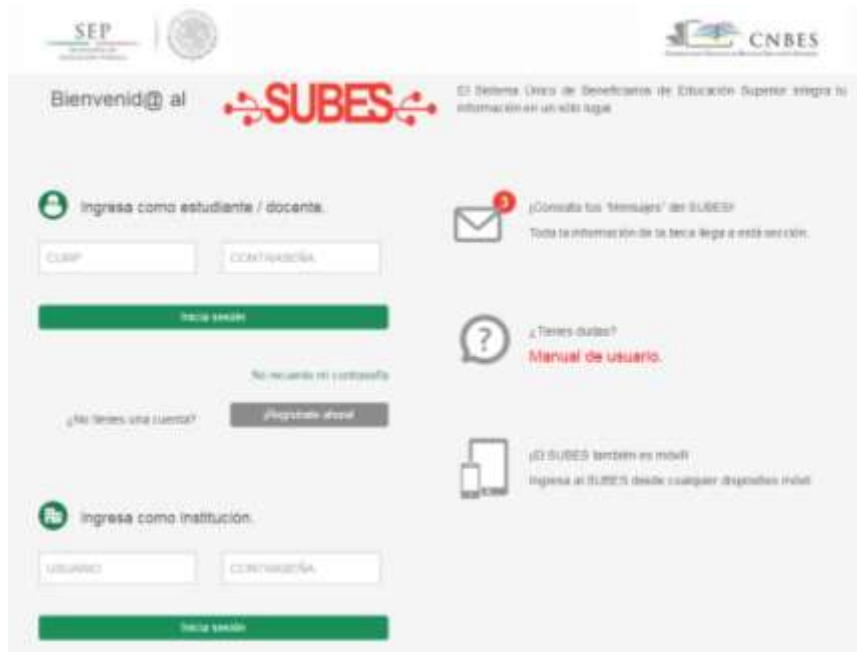 SEP
CNBES
Bienvenid@ al
SUBES
El Sistema Único de Beneficiarios de Educación Superior integra tu
información en un sólo lugar
Ingresa como estudiante / docente.
CURP
CONTRASEÑA
Inicia sesión
No recuerdo mi contraseña
¿No tienes una cuenta?
¡Regístrate ahora!
Ingresa como institución.
USUARIO
CONTRASEÑA
Inicia sesión
3
¡Consulta tus "Mensajes" del SUBES!
Toda la información de la beca llega a está sección.
?
¿Tienes dudas?
Manual de usuario.
¡El SUBES también es móvil!
Ingresa al SUBES desde cualquier dispositivo móvil